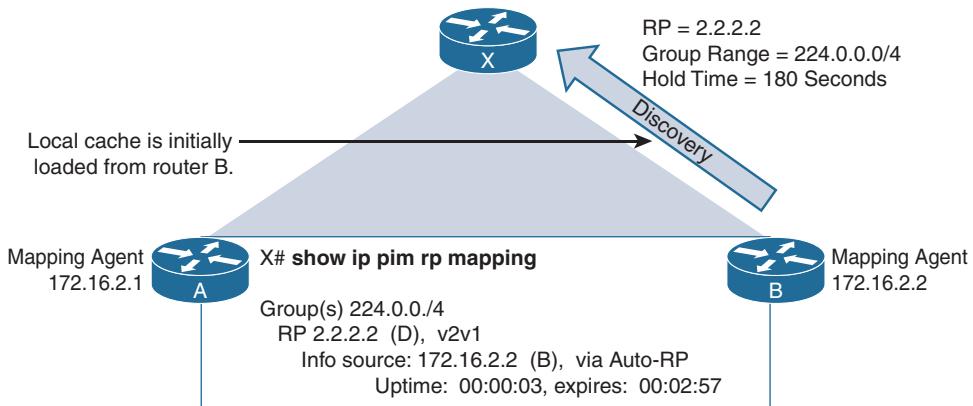 X
RP = 2.2.2.2
Group Range = 224.0.0.0/4
Hold Time = 180 Seconds
Discovery
Local cache is initially
loaded from router B.
Mapping Agent
172.16.2.1
A
X# show ip pim rp mapping
Group(s) 224.0.0./4
RP 2.2.2.2 (D), v2v1
Info source: 172.16.2.2 (B), via Auto-RP
Uptime: 00:00:03, expires: 00:02:57
B
Mapping Agent
172.16.2.2